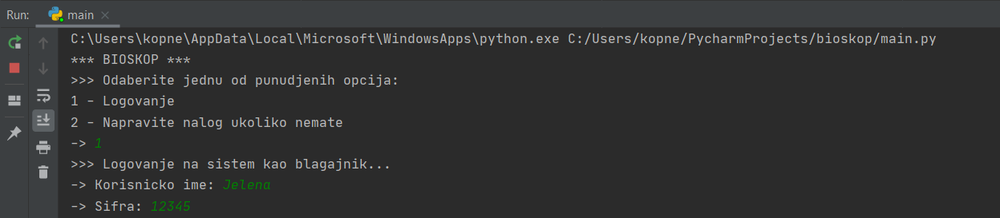 Run: main
C:\Users\kopne\AppData\Local\Microsoft\WindowsApps\python.exe C:/Users/kopne/PycharmProjects/bioskop/main.py
*** BIOSKOP ***
>>> Odaberite jednu od punudjenih opcija:
1 - Logovanje
2 - Napravite nalog ukoliko nemate
-> 1
>>> Logovanje na sistem kao blagajnik...
-> Korisnicko ime: Jelena
-> Sifra: 12345